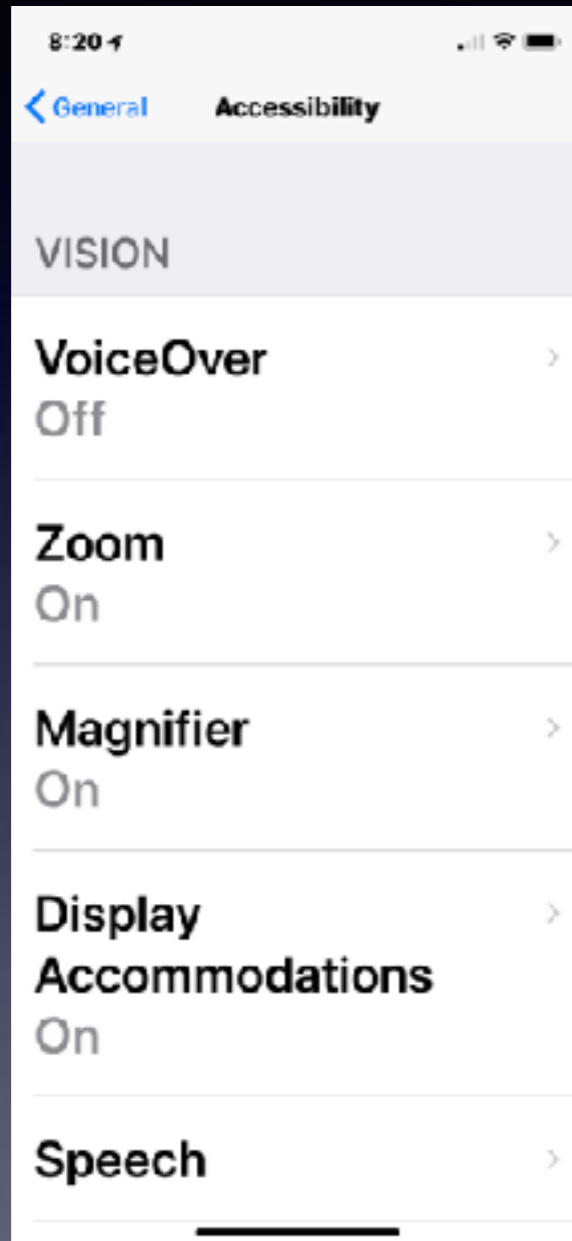 8:20
General
Accessibility
VISION
VoiceOver
Off
Zoom
On
Magnifier
On
Display
Accommodations
On
Speech